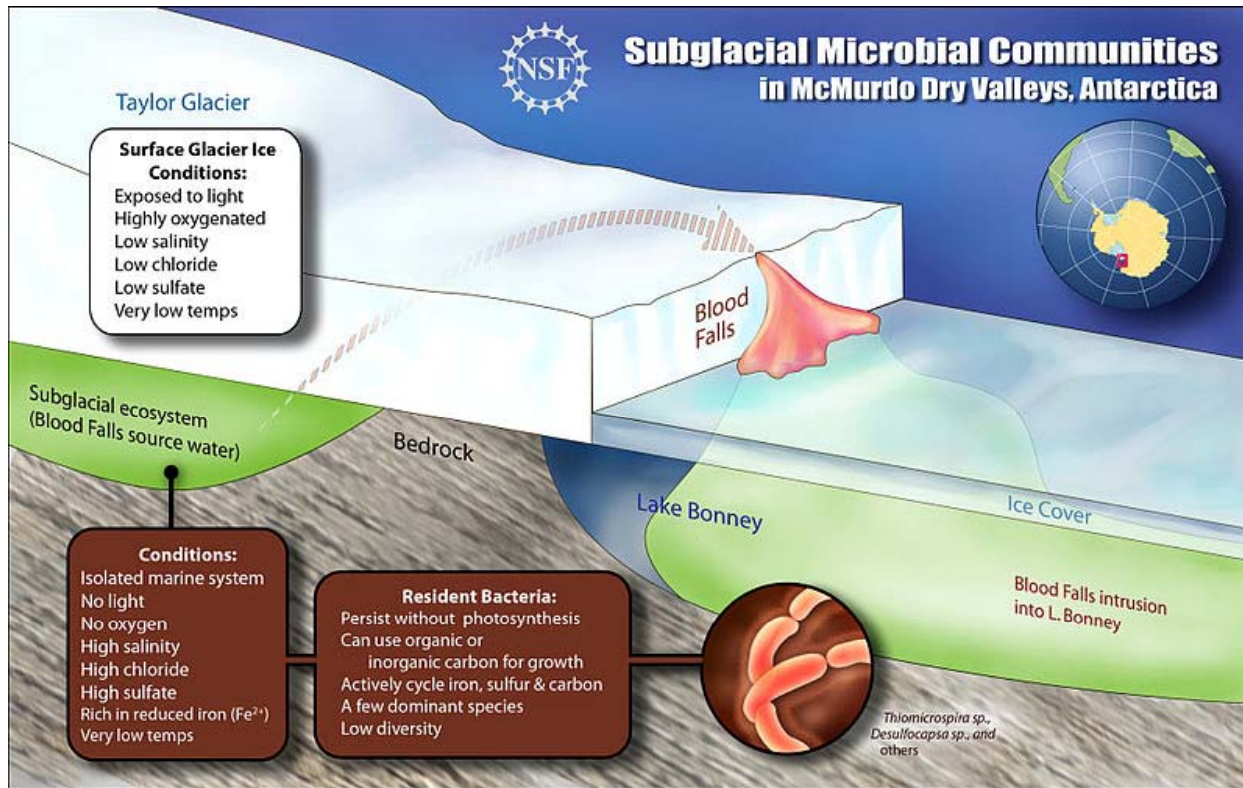 NSF
Subglacial Microbial Communities
in McMurdo Dry Valleys, Antarctica
Taylor Glacier
Surface Glacier Ice
Conditions:
Exposed to light
Highly oxygenated
Low salinity
Low chloride
Low sulfate
Very low temps
Blood
Falls
Subglacial ecosystem
(Blood Falls source water)
Bedrock
Lake Bonney
Ice Cover
Blood Falls intrusion
into L. Bonney
Conditions:
Isolated marine system
No light
No oxygen
High salinity
High chloride
High sulfate
Rich in reduced iron (Fe²⁺)
Very low temps
Resident Bacteria:
Persist without photosynthesis
Can use organic or
inorganic carbon for growth
Actively cycle iron, sulfur & carbon
A few dominant species
Low diversity
Thiomicrospira sp.,
Desulfocapsa sp., and
others